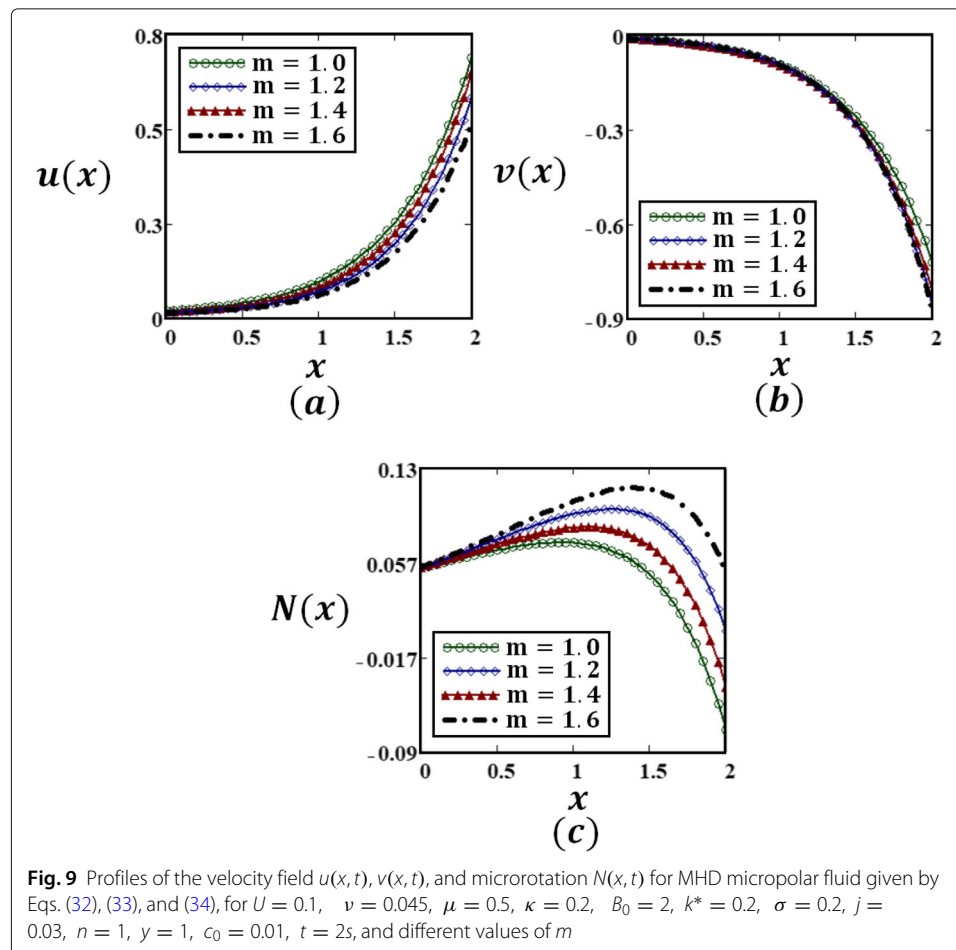 0.8
m = 1.0
m = 1.2
m = 1.4
m = 1.6
0.5
u(x)
0.3
0
0 0.5 1 1.5 2
x
(a)
0
-0.3
v(x)
m = 1.0
m = 1.2
m = 1.4
m = 1.6
-0.6
-0.9
0 0.5 1 1.5 2
x
(b)
0.13
0.057
N(x)
m = 1.0
m = 1.2
m = 1.4
m = 1.6
-0.017
-0.09
0 0.5 1 1.5 2
x
(c)
Fig. 9 Profiles of the velocity field u(x, t), v(x, t), and microrotation N(x, t) for MHD micropolar fluid given by
Eqs. (32), (33), and (34), for U = 0.1, ν = 0.045, μ = 0.5, κ = 0.2, B₀ = 2, k* = 0.2, σ = 0.2, j =
0.03, n = 1, y = 1, c₀ = 0.01, t = 2s, and different values of m